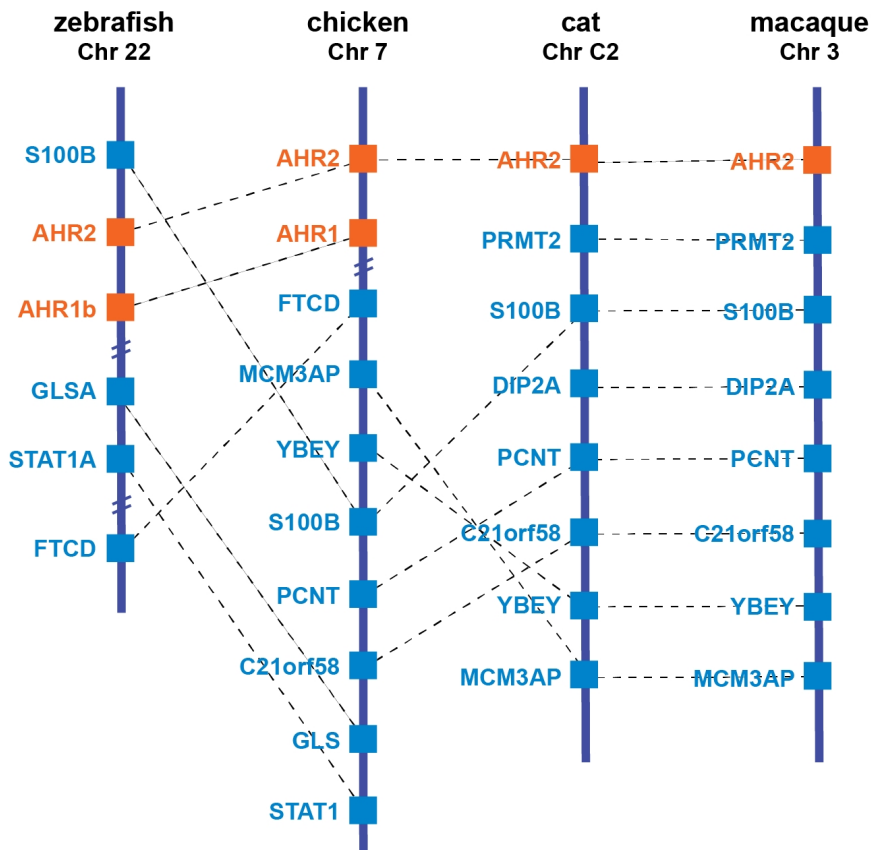 zebrafish
Chr 22
S100B
AHR2
AHR1b
GLSA
STAT1A
FTCD
chicken
Chr 7
AHR2
AHR1
FTCD
MCM3AP
YBEY
S100B
PCNT
C21orf58
GLS
STAT1
cat
Chr C2
AHR2
PRMT2
S100B
DIP2A
PCNT
C21orf58
YBEY
MCM3AP
macaque
Chr 3
AHR2
PRMT2
S100B
DIP2A
PCNT
C21orf58
YBEY
MCM3AP